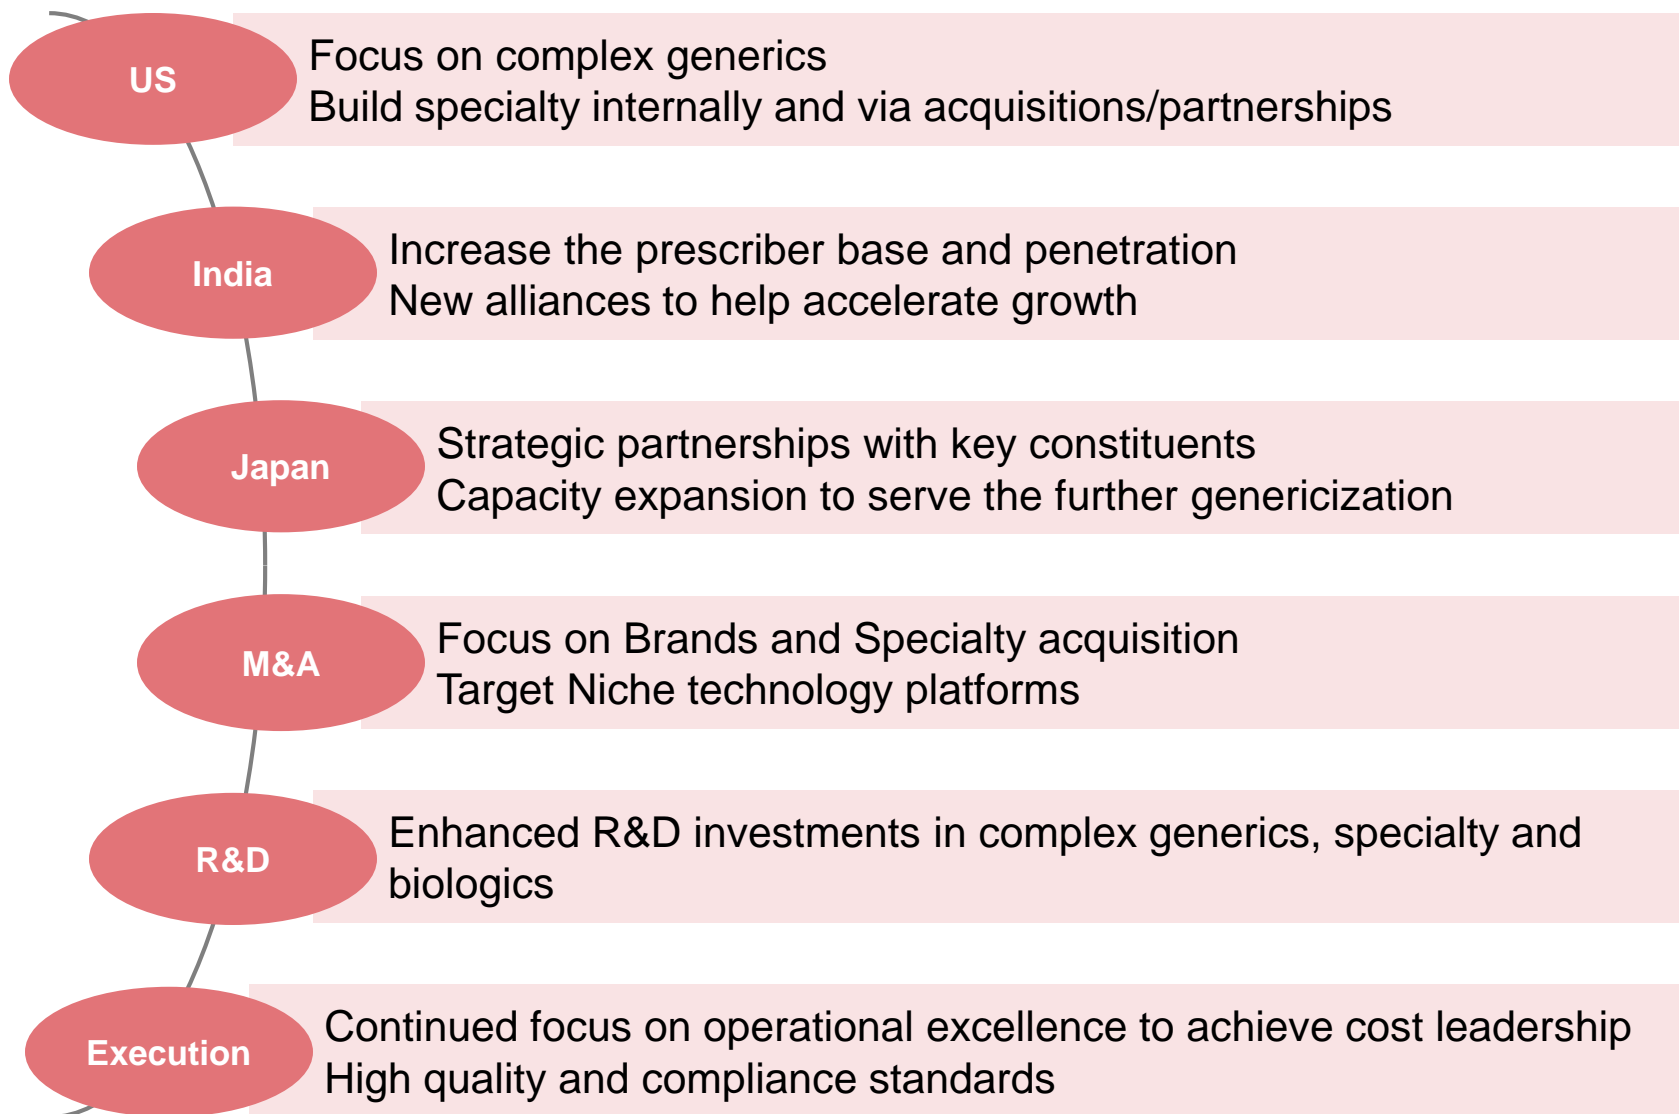 US
Focus on complex generics
Build specialty internally and via acquisitions/partnerships
India
Increase the prescriber base and penetration
New alliances to help accelerate growth
Japan
Strategic partnerships with key constituents
Capacity expansion to serve the further genericization
M&A
Focus on Brands and Specialty acquisition
Target Niche technology platforms
R&D
Enhanced R&D investments in complex generics, specialty and
biologics
Execution
Continued focus on operational excellence to achieve cost leadership
High quality and compliance standards